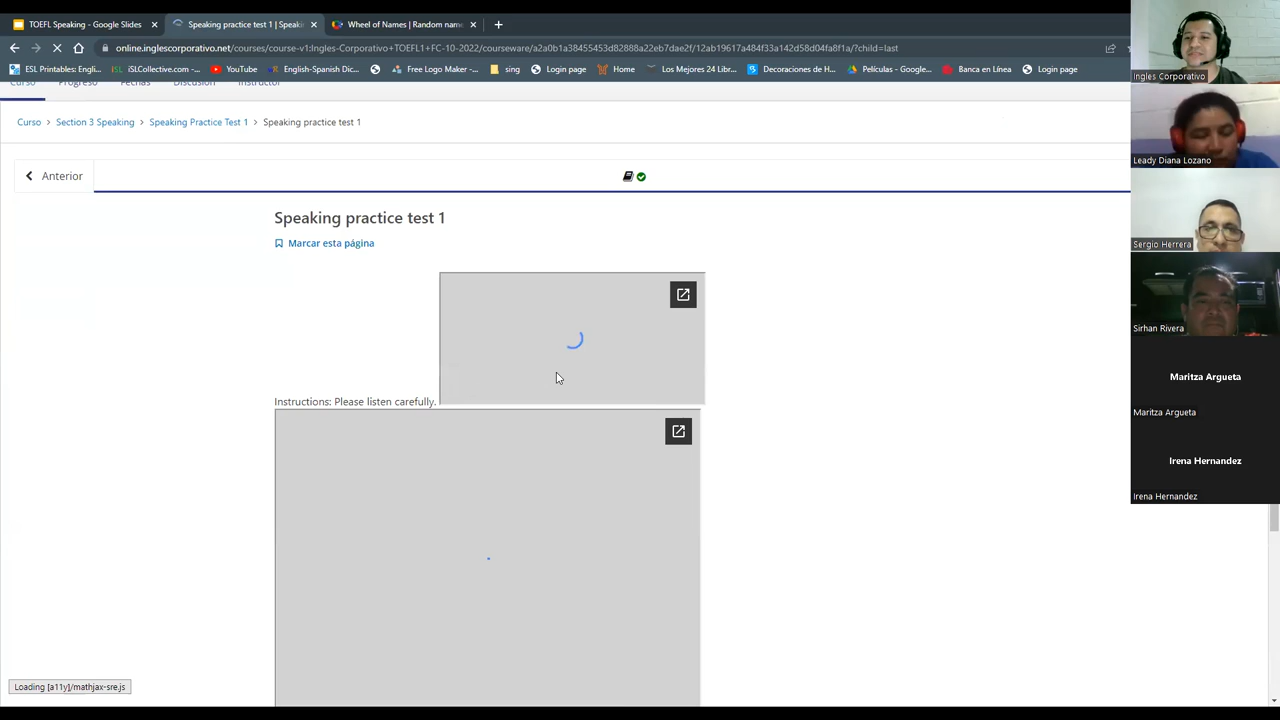 TOEFL Speaking - Google Slides
Speaking practice test 1 | Speaki
Wheel of Names | Random nam
online.inglescorporativo.net/courses/course-v1:Ingles-Corporativo+TOEFL1+FC-10-2022/courseware/a2a0b1a38455453d82888a22eb7dae2f/12ab19617a484f33a142d58d04fa8f1a/?child=last
ESL Printables: Engli...
iSLCollective.com -...
YouTube
English-Spanish Dic...
Free Logo Maker -...
sing
Login page
Home
Los Mejores 24 Libr...
Decoraciones de H...
Películas - Google...
Banca en Línea
Login page
Curso
Progreso
Fechas
Discusión
Instructor
Curso > Section 3 Speaking > Speaking Practice Test 1 > Speaking practice test 1
Anterior
Speaking practice test 1
Marcar esta página
Instructions: Please listen carefully.
Loading [a11y]/mathjax-sre.js
Ingles Corporativo
Leady Diana Lozano
Sergio Herrera
Sirhan Rivera
Maritza Argueta
Maritza Argueta
Irena Hernandez
Irena Hernandez